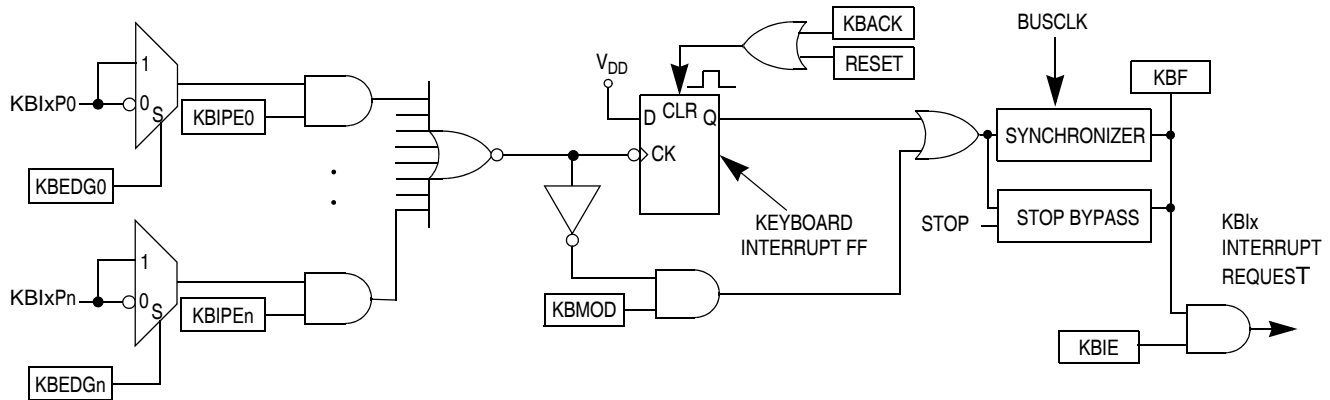 KBACK
RESET
BUSCLK
VDD
KBF
KBIxP0
1
0
S
KBIPE0
D
CLR
Q
CK
SYNCHRONIZER
KBEDG0
KEYBOARD
INTERRUPT FF
STOP
STOP BYPASS
KBIx
INTERRUPT
REQUEST
KBIxPn
1
0
S
KBIPEn
KBMOD
KBIE
KBEDGn